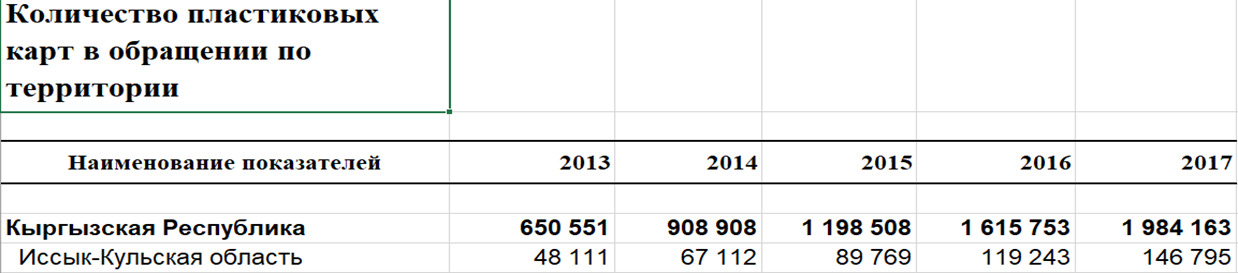 Количество пластиковых
карт в обращении по
территории
Наименование показателей 2013 2014 2015 2016 2017
Кыргызская Республика 650 551 908 908 1 198 508 1 615 753 1 984 163
Иссык-Кульская область 48 111 67 112 89 769 119 243 146 795